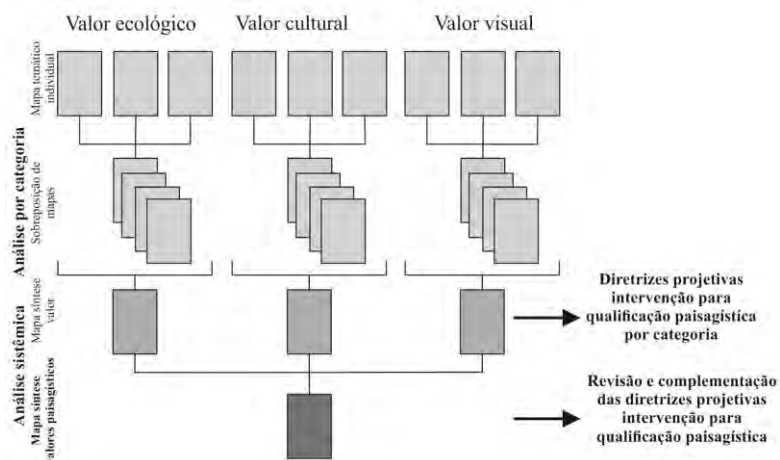 Valor ecológico
Valor cultural
Valor visual
Análise por categoria
Mapa temático
individual
Sobreposição de
mapas
Análise sistêmica
Mapa síntese
valor
Mapa síntese
valores paisagísticos
Diretrizes projetivas
intervenção para
qualificação paisagística
por categoria
Revisão e complementação
das diretrizes projetivas
intervenção para
qualificação paisagística